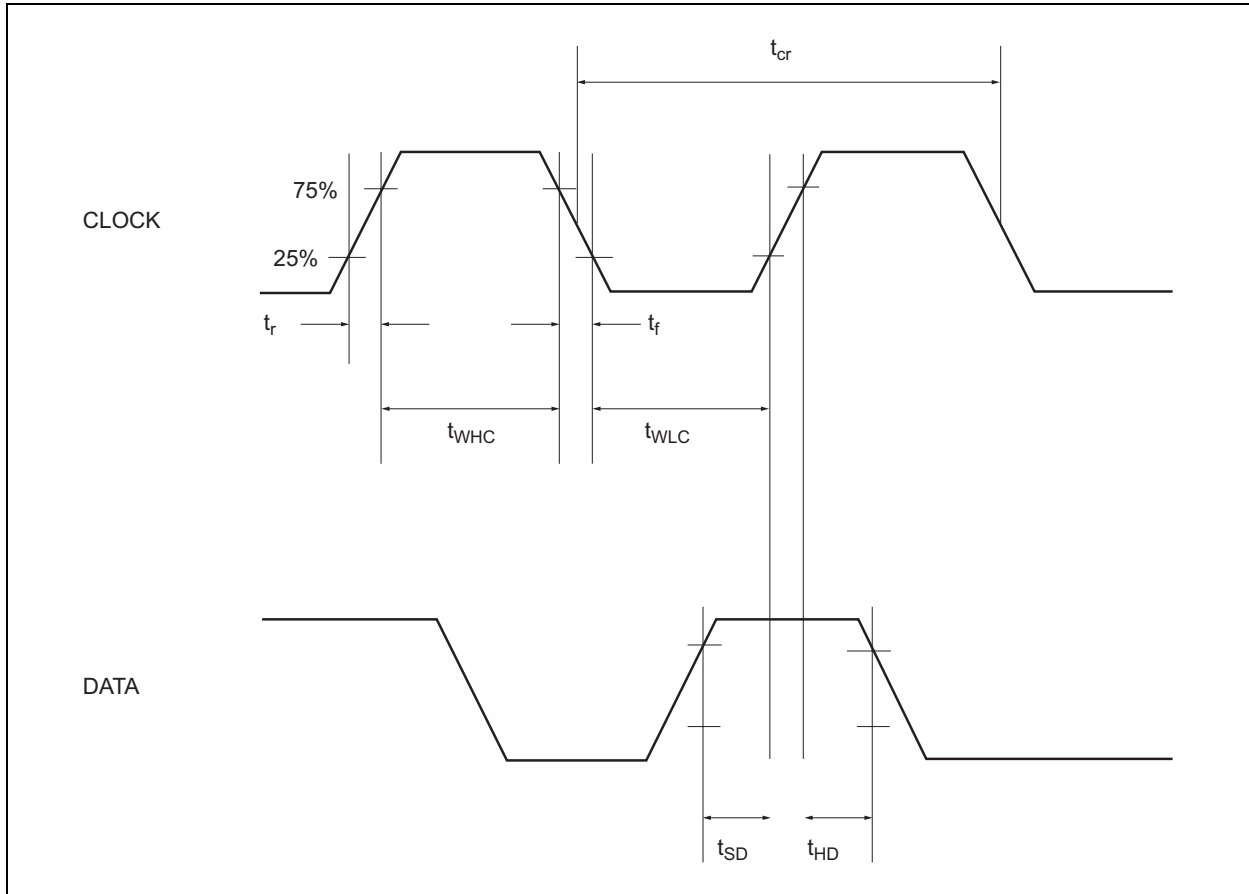 t_cr
75%
CLOCK
25%
t_r
t_f
t_WHC
t_WLC
DATA
t_SD
t_HD